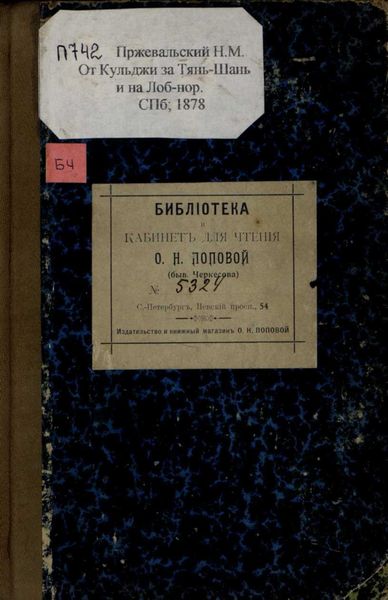 П742 Пржевальский Н.М.
От Кульджи за Тянь-Шань
и на Лоб-нор.
СПб; 1878
Б4
БИБЛІОТЕКА
и
КАБИНЕТЪ ДЛЯ ЧТЕНІЯ
О. Н. ПОПОВОЙ
(быв. Черкесова)
№ 5324
С.-Петербургъ, Невскій просп., 54
Издательство и книжный магазинъ О. Н. ПОПОВОЙ